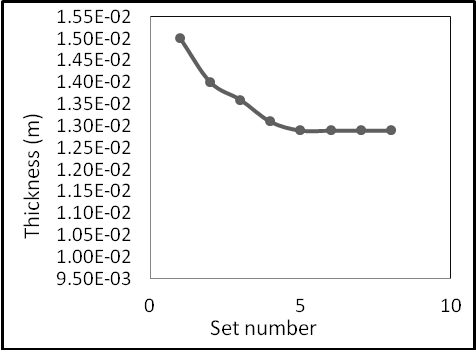 1.55E-02
1.50E-02
1.45E-02
1.40E-02
1.35E-02
1.30E-02
1.25E-02
1.20E-02
1.15E-02
1.10E-02
1.05E-02
1.00E-02
9.50E-03
Thickness (m)
0 5 10
Set number